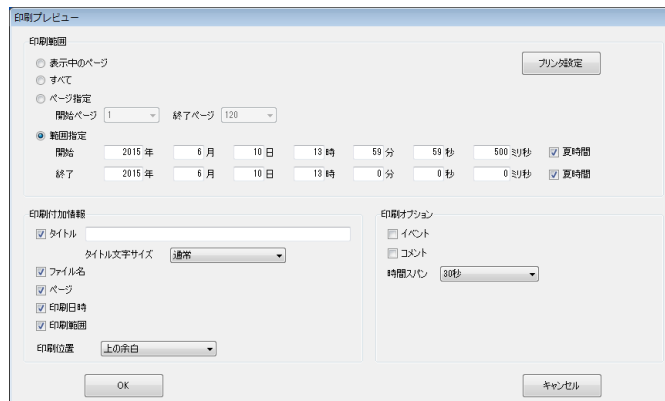 印刷プレビュー
印刷範囲
表示中のページ
プリンタ設定
すべて
ページ指定
開始ページ 1 終了ページ 120
範囲指定
開始 2015 年 6 月 10 日 13 時 59 分 59 秒 500 ミリ秒 夏時間
終了 2015 年 6 月 10 日 13 時 0 分 0 秒 0 ミリ秒 夏時間
印刷付加情報
タイトル
タイトル文字サイズ 通常
ファイル名
ページ
印刷日時
印刷範囲
印刷位置 上の余白
印刷オプション
イベント
コメント
時間スパン 30秒
OK
キャンセル